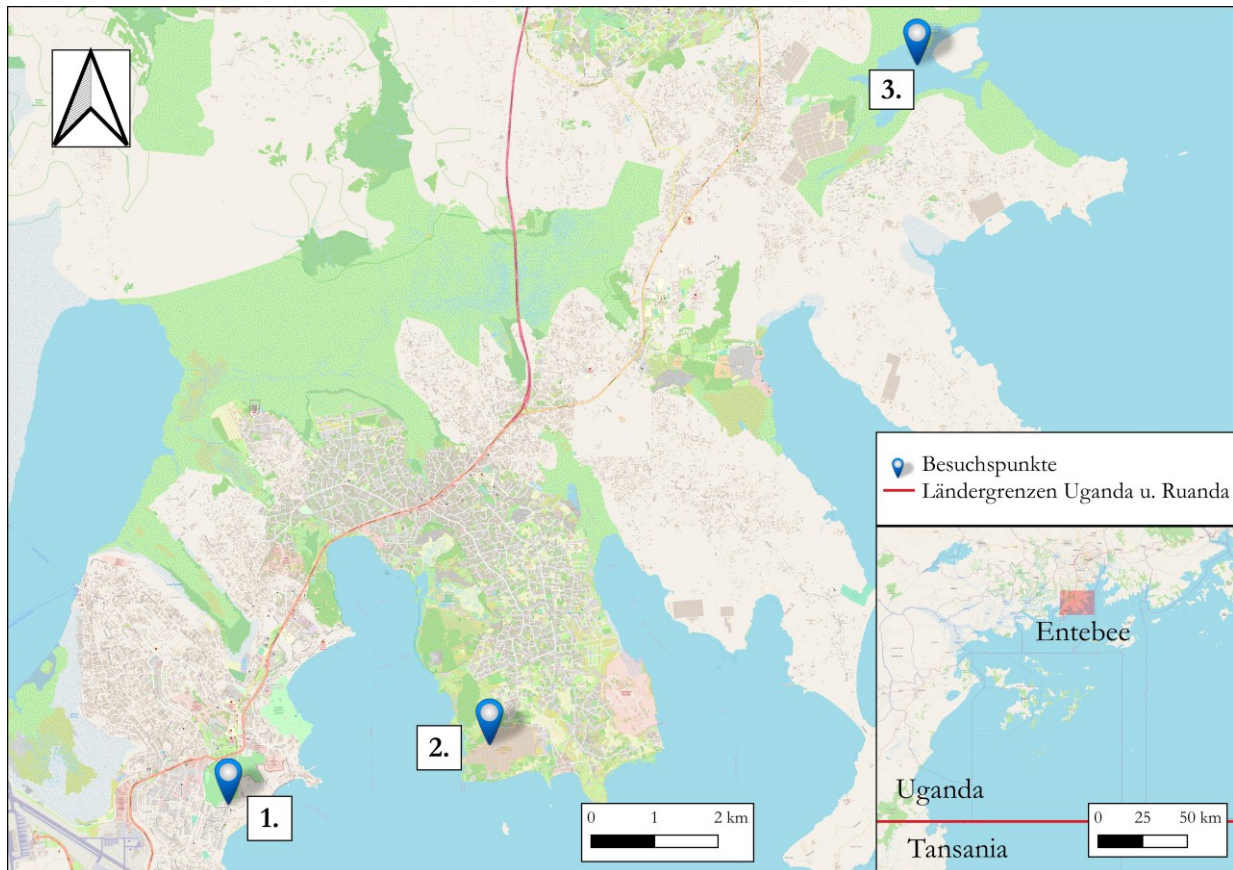 3.
2.
1.
0 1 2 km
Besuchspunkte
Ländergrenzen Uganda u. Ruanda
Entebee
Uganda
Tansania
0 25 50 km